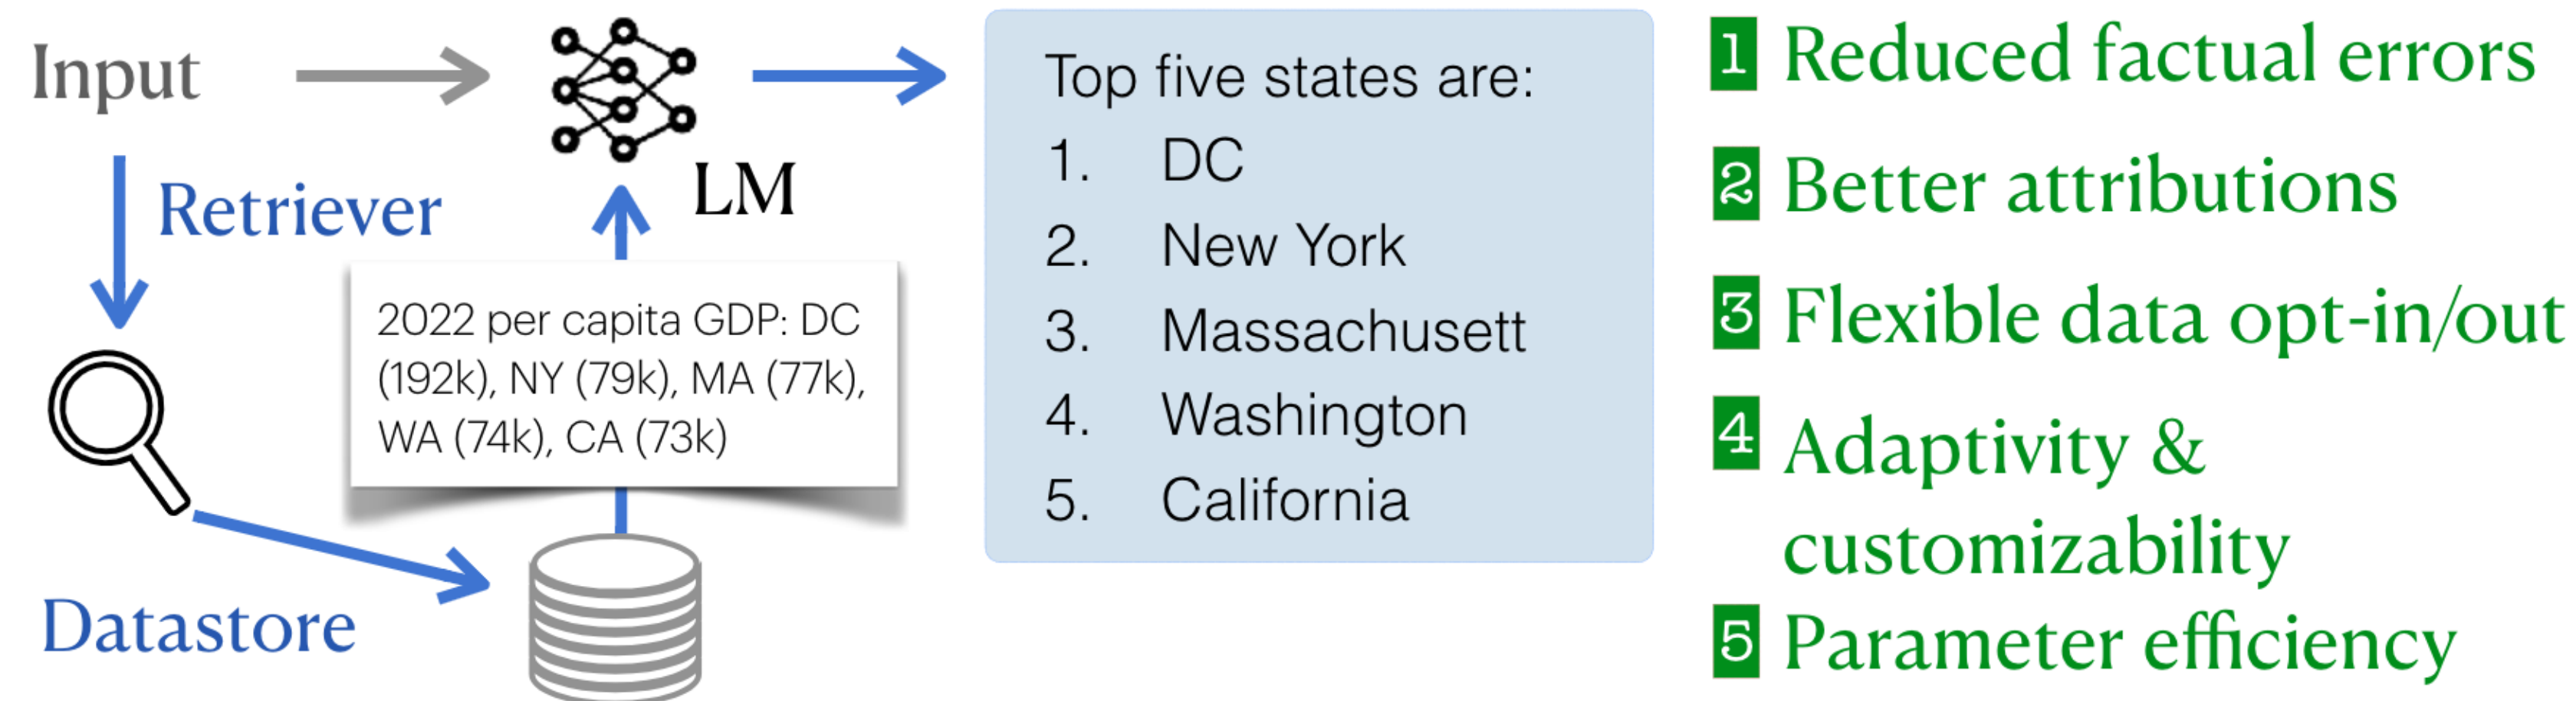 Input
Retriever
LM
2022 per capita GDP: DC
(192k), NY (79k), MA (77k),
WA (74k), CA (73k)
Datastore
Top five states are:
1. DC
2. New York
3. Massachusett
4. Washington
5. California
1 Reduced factual errors
2 Better attributions
3 Flexible data opt-in/out
4 Adaptivity &
customizability
5 Parameter efficiency